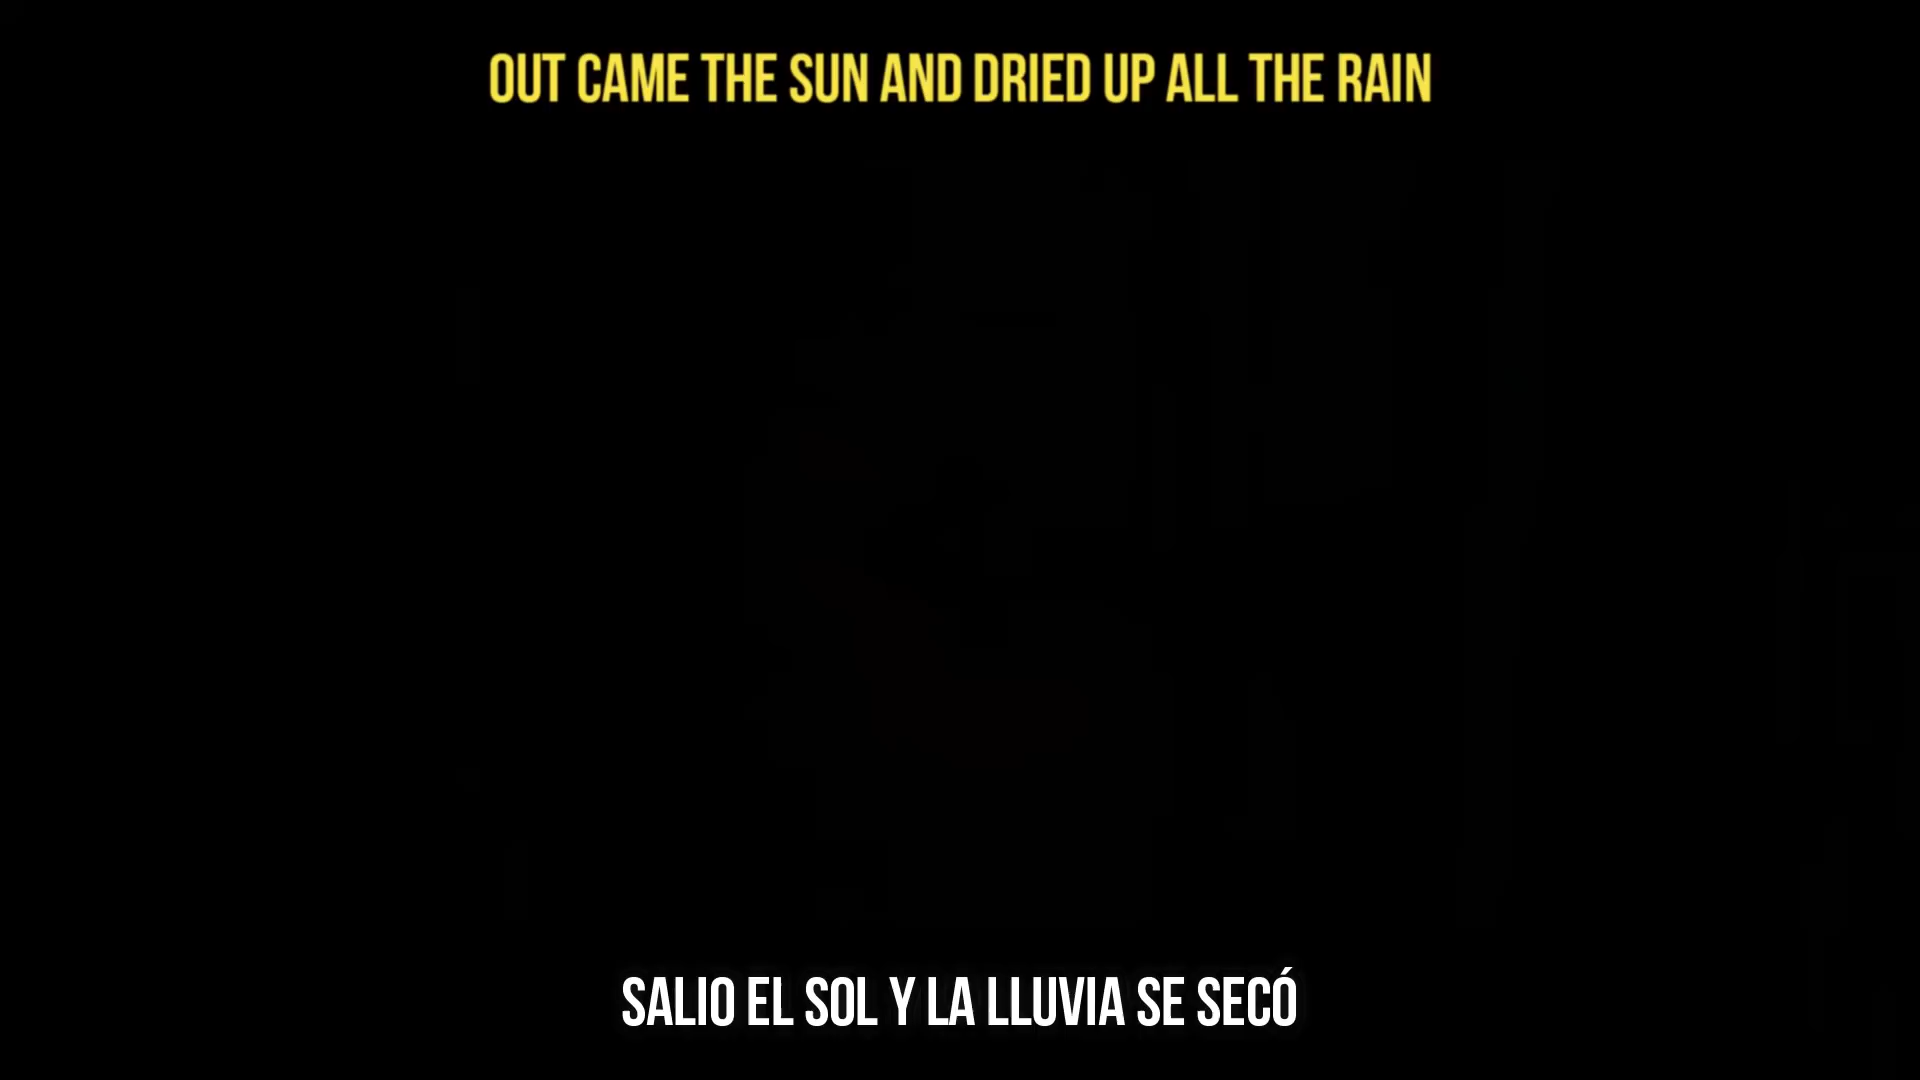 OUT CAME THE SUN AND DRIED UP ALL THE RAIN
SALIO EL SOL Y LA LLUVIA SE SECÓ